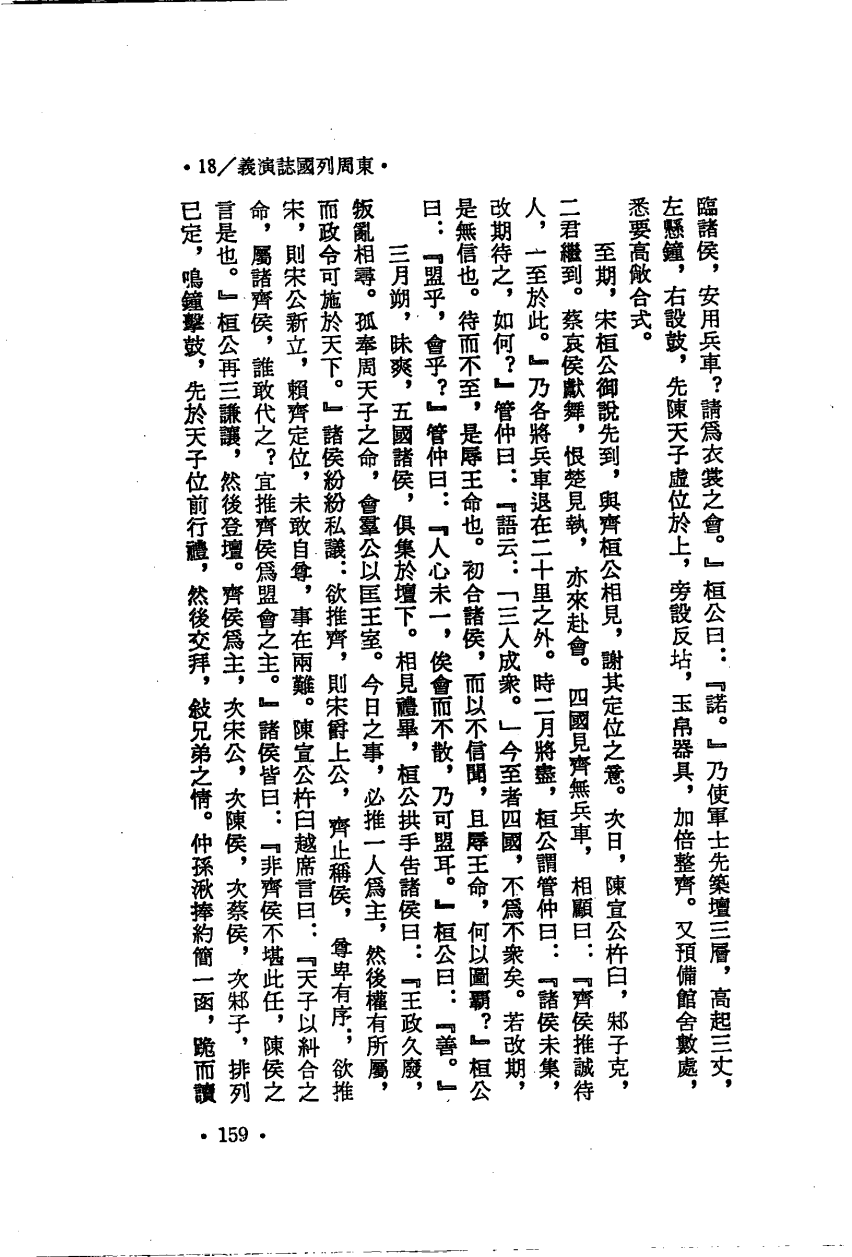 •18／義演誌國列周東•
臨諸侯，安用兵車？請爲衣裳之會。』桓公曰：『諾。』乃使軍士先築壇三層，高起三丈，
左懸鐘，右設鼓，先陳天子虛位於上，旁設反坫，玉帛器具，加倍整齊。又預備館舍數處，
悉要高敞合式。
至期，宋桓公御說先到，與齊桓公相見，謝其定位之意。次日，陳宣公杵臼，邾子克，
二君繼到。蔡哀侯獻舞，恨楚見執，亦來赴會。四國見齊無兵車，相顧曰：『齊侯推誠待
人，一至於此。』乃各將兵車退在二十里之外。時二月將盡，桓公謂管仲曰：『諸侯未集，
改期待之，如何？』管仲曰：『語云：「三人成衆。」今至者四國，不爲不衆矣。若改期，
是無信也。待而不至，是辱王命也。初合諸侯，而以不信聞，且辱王命，何以圖霸？』桓公
曰：『盟乎，會乎？』管仲曰：『人心未一，俟會而不散，乃可盟耳。』桓公曰：『善。』
三月朔，昧爽，五國諸侯，俱集於壇下。相見禮畢，桓公拱手告諸侯曰：『王政久廢，
叛亂相尋。孤奉周天子之命，會羣公以匡王室。今日之事，必推一人爲主，然後權有所屬，
而政令可施於天下。』諸侯紛紛私議：欲推齊，則宋爵上公，齊止稱侯，尊卑有序；欲推
宋，則宋公新立，賴齊定位，未敢自尊，事在兩難。陳宣公杵臼越席言曰：『天子以糾合之
命，屬諸齊侯，誰敢代之？宜推齊侯爲盟會之主。』諸侯皆曰：『非齊侯不堪此任，陳侯之
言是也。』桓公再三謙讓，然後登壇。齊侯爲主，次宋公，次陳侯，次蔡侯，次邾子，排列
已定，鳴鐘擊鼓，先於天子位前行禮，然後交拜，敍兄弟之情。仲孫湫捧約簡一函，跪而讀
•159•